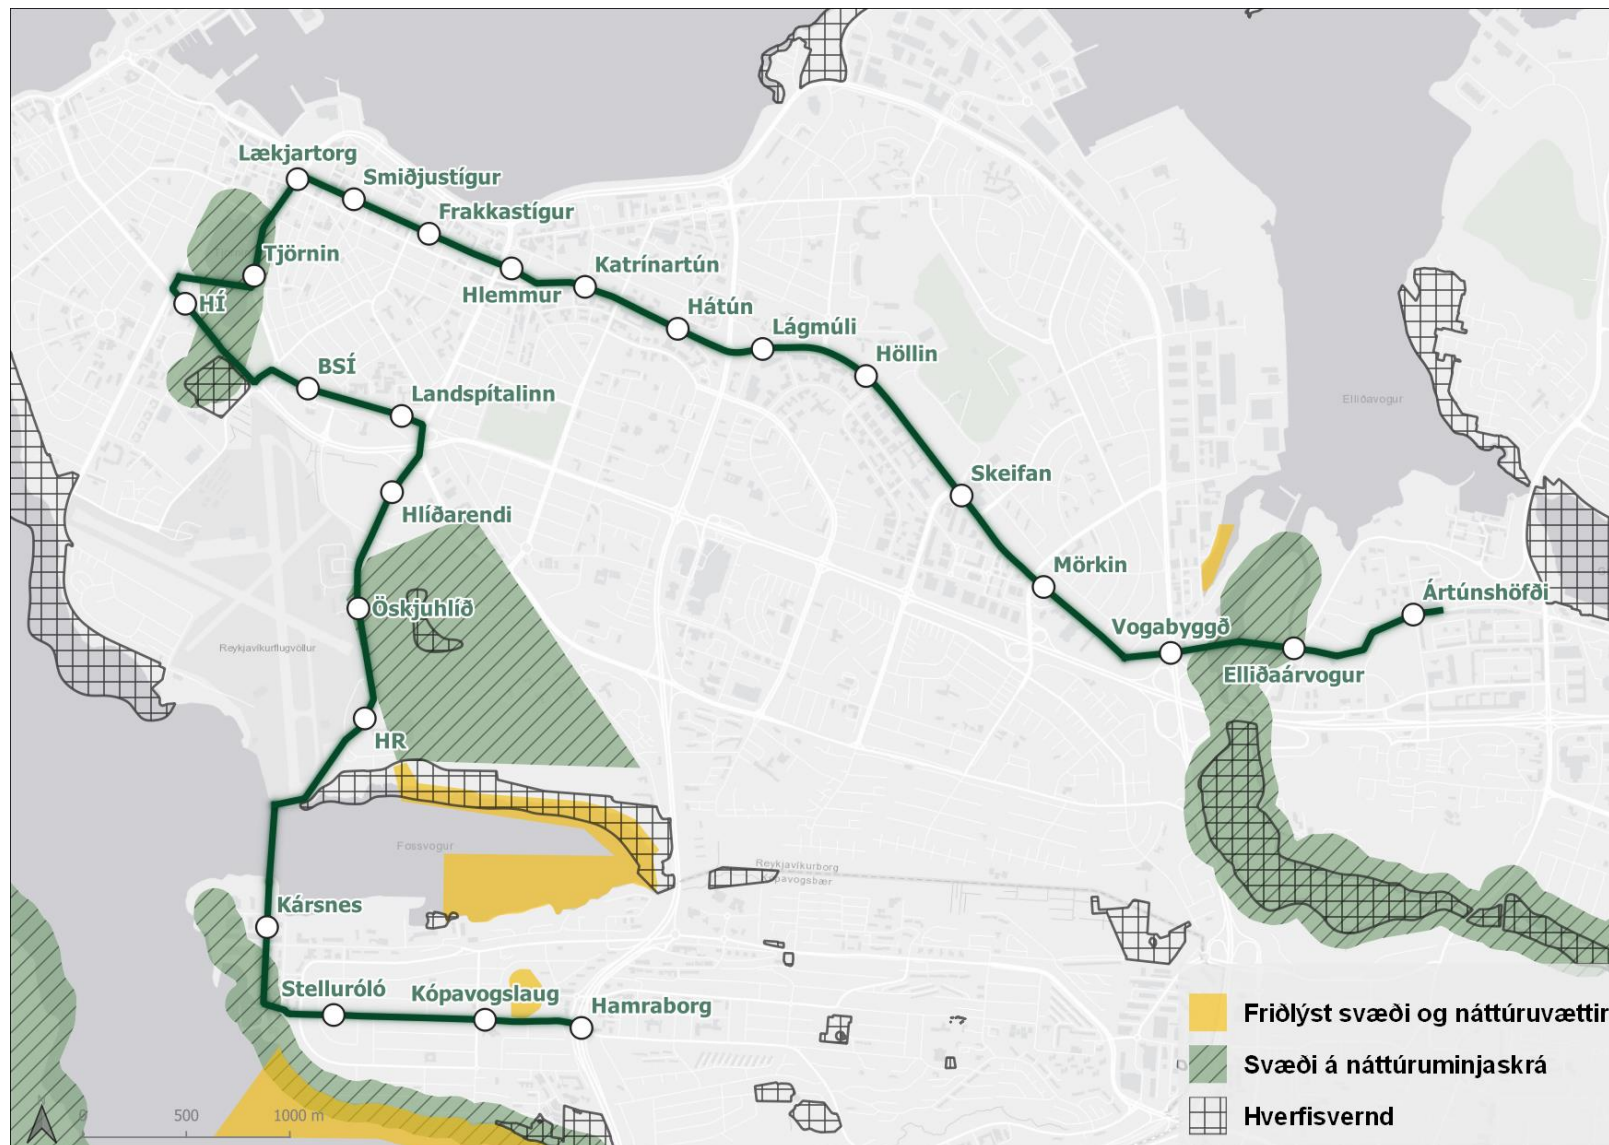 Lækjartorg
Smiðjustígur
Frakkastígur
Tjörnin
Katrínartún
Hlemmur
HÍ
Hátún
Lágmúli
Höllin
BSÍ
Landspítalinn
Elliðavogur
Skeifan
Hlíðarendi
Mörkin
Ártúnshöfði
Öskjuhlíð
Vogabyggð
Reykjavíkurflugvöllur
Elliðaárvogur
HR
Fossvogur
Reykjavíkurborg
Kópavogsbær
Kársnes
Stelluróló
Kópavogslaug
Hamraborg
Friðlýst svæði og náttúruvættir
Svæði á náttúruminjaskrá
Hverfisvernd
0 500 1000 m